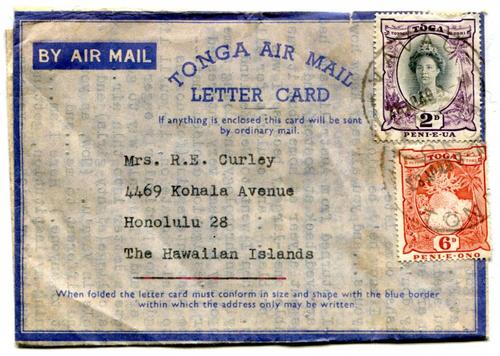 BY AIR MAIL
TONGA AIR MAIL
LETTER CARD
If anything is enclosed this card will be sent
by ordinary mail.
TOGA
2D
PENI-E-UA
TOGA
6D
PENI-E-ONO
Mrs. R.E. Curley
4469 Kohala Avenue
Honolulu 28
The Hawaiian Islands
When folded the letter card must conform in size and shape with the blue border
within which the address only may be written.